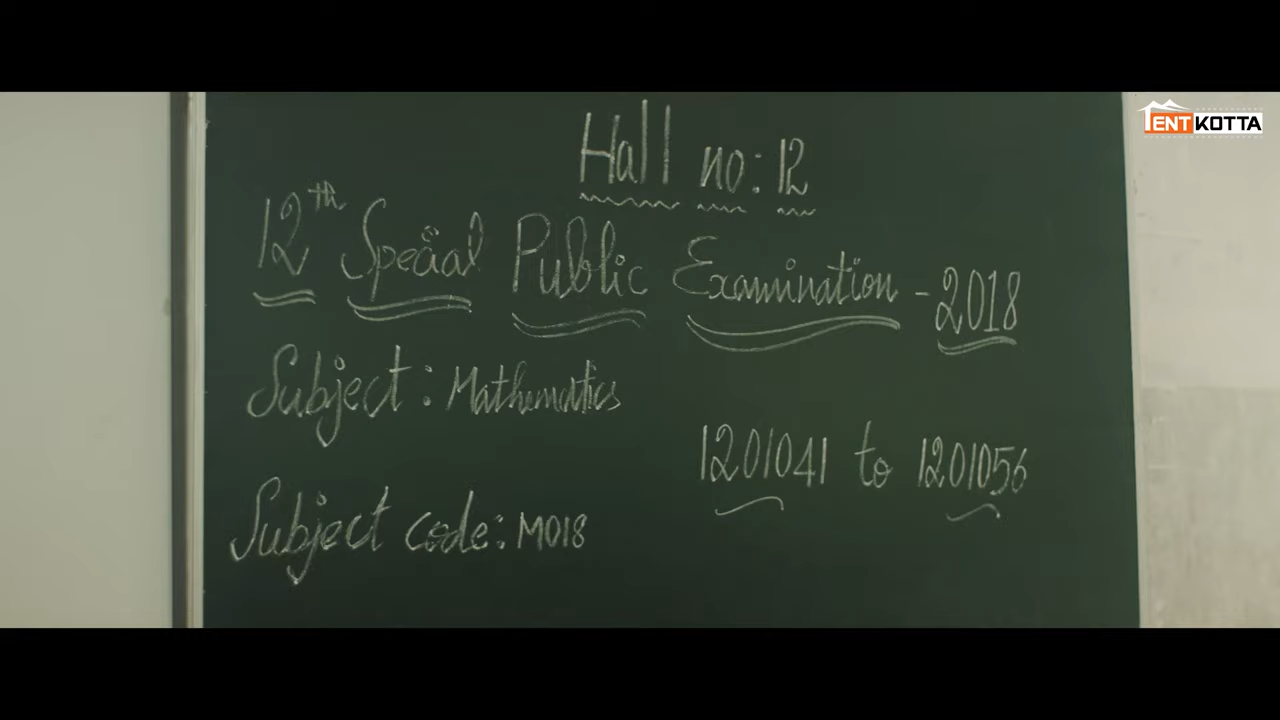 TENTKOTTA
Hall no: 12
12th Special Public Examination - 2018
Subject: Mathematics
1201041 to 1201056
Subject code: M018